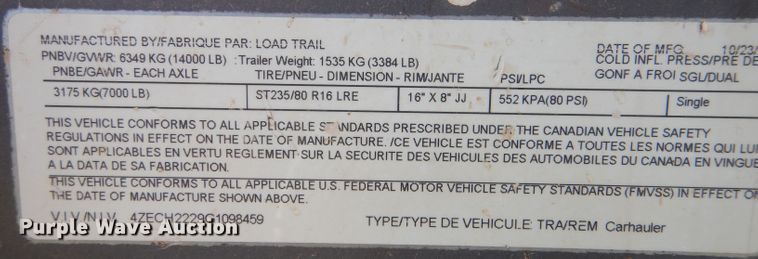 MANUFACTURED BY/FABRIQUE PAR: LOAD TRAIL DATE OF MFG 10/23/
PNBV/GVWR: 6349 KG (14000 LB) :Trailer Weight: 1535 KG (3384 LB) COLD INFL. PRESS/PRE DE
PNBE/GAWR - EACH AXLE TIRE/PNEU - DIMENSION - RIM/JANTE PSI/LPC GONF A FROI SGL/DUAL
3175 KG(7000 LB) ST235/80 R16 LRE 16" X 8" JJ 552 KPA(80 PSI) Single
THIS VEHICLE CONFORMS TO ALL APPLICABLE STANDARDS PRESCRIBED UNDER THE CANADIAN VEHICLE SAFETY
REGULATIONS IN EFFECT ON THE DATE OF MANUFACTURE. /CE VEHICLE EST CONFORME A TOUTES LES NORMES QUI LUI
SONT APPLICABLES EN VERTU REGLEMENT SUR LA SECURITE DES VEHICULES DES AUTOMOBILES DU CANADA EN VINGUE
A LA DATA DE SA FABRICATION.
THIS VEHICLE CONFORMS TO ALL APPLICABLE U.S. FEDERAL MOTOR VEHICLE SAFETY STANDARDS (FMVSS) IN EFFECT ON
THE DATE OF MANUFACTURE SHOWN ABOVE.
V.I.V./N.I.V. 4ZECH2229G1098459 TYPE/TYPE DE VEHICULE: TRA/REM Carhauler
Purple Wave Auction